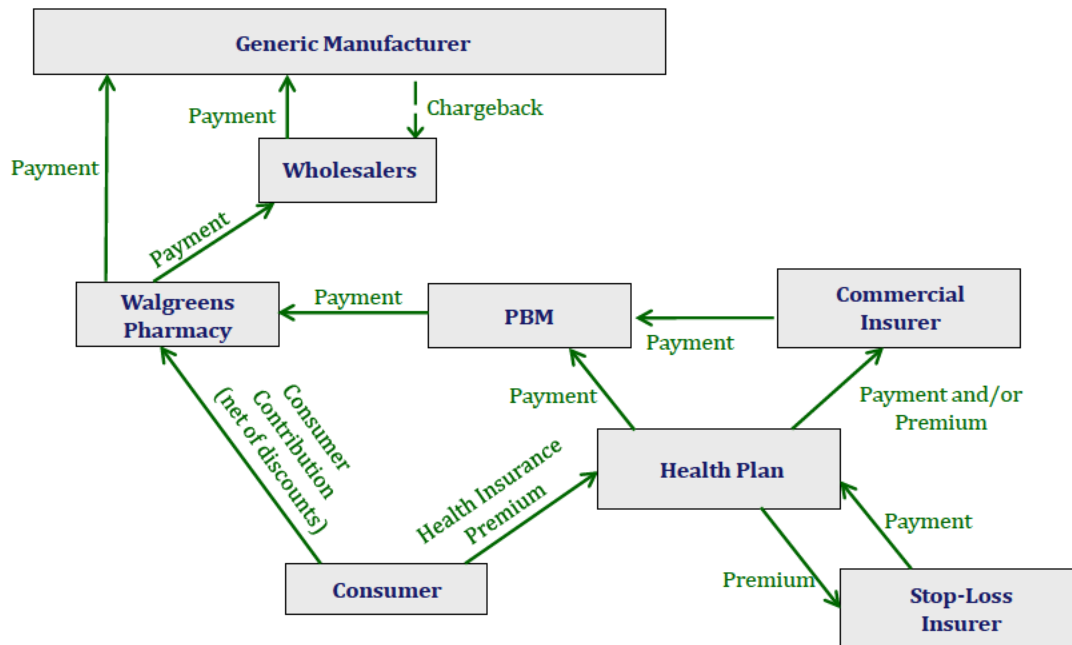 Generic Manufacturer
Payment
Chargeback
Payment
Wholesalers
Payment
Walgreens
Pharmacy
Payment
PBM
Commercial
Insurer
Payment
Payment
Payment and/or
Premium
Consumer
Contribution
(net of discounts)
Health Insurance
Premium
Health Plan
Payment
Premium
Consumer
Stop-Loss
Insurer